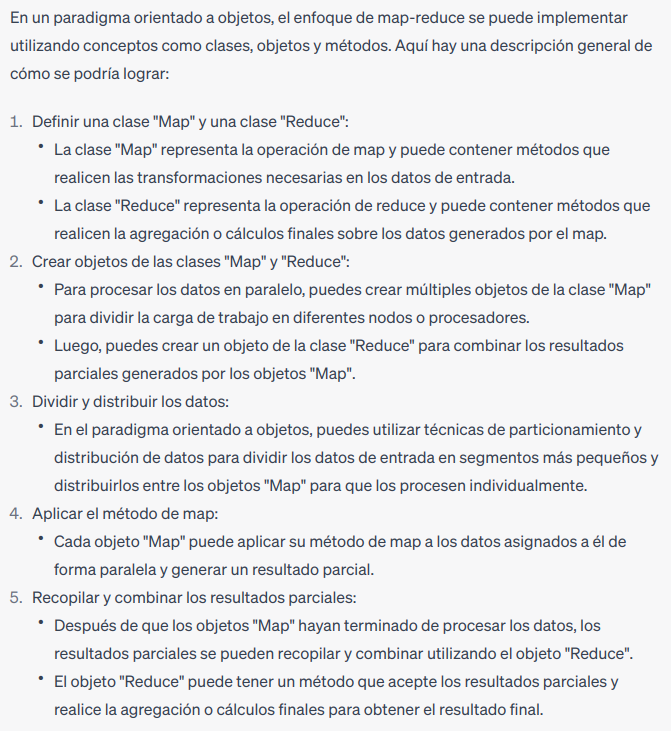 En un paradigma orientado a objetos, el enfoque de map-reduce se puede implementar
utilizando conceptos como clases, objetos y métodos. Aquí hay una descripción general de
cómo se podría lograr:
1. Definir una clase "Map" y una clase "Reduce":
• La clase "Map" representa la operación de map y puede contener métodos que
realicen las transformaciones necesarias en los datos de entrada.
• La clase "Reduce" representa la operación de reduce y puede contener métodos que
realicen la agregación o cálculos finales sobre los datos generados por el map.
2. Crear objetos de las clases "Map" y "Reduce":
• Para procesar los datos en paralelo, puedes crear múltiples objetos de la clase "Map"
para dividir la carga de trabajo en diferentes nodos o procesadores.
• Luego, puedes crear un objeto de la clase "Reduce" para combinar los resultados
parciales generados por los objetos "Map".
3. Dividir y distribuir los datos:
• En el paradigma orientado a objetos, puedes utilizar técnicas de particionamiento y
distribución de datos para dividir los datos de entrada en segmentos más pequeños y
distribuirlos entre los objetos "Map" para que los procesen individualmente.
4. Aplicar el método de map:
• Cada objeto "Map" puede aplicar su método de map a los datos asignados a él de
forma paralela y generar un resultado parcial.
5. Recopilar y combinar los resultados parciales:
• Después de que los objetos "Map" hayan terminado de procesar los datos, los
resultados parciales se pueden recopilar y combinar utilizando el objeto "Reduce".
• El objeto "Reduce" puede tener un método que acepte los resultados parciales y
realice la agregación o cálculos finales para obtener el resultado final.